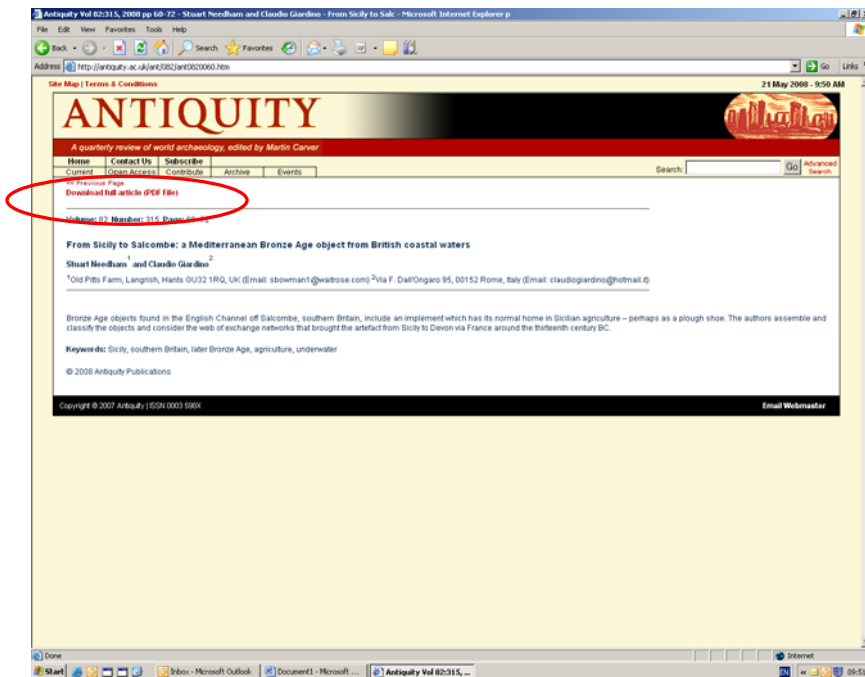 Antiquity Vol 82:315, 2008 pp 60-72 - Stuart Needham and Claudio Giardino - From Sicily to Salc - Microsoft Internet Explorer p
File Edit View Favorites Tools Help
Back Search Favorites
Address http://antiquity.ac.uk/ant/082/ant0820060.htm Go Links
Site Map | Terms & Conditions 21 May 2008 - 9:50 AM
ANTIQUITY
A quarterly review of world archaeology, edited by Martin Carver
Home Contact Us Subscribe
Current Open Access Contribute Archive Events Search: Go Advanced Search
<< Previous Page
Download full article (PDF File)
Volume: 82 Number: 315 Page: 60–72
From Sicily to Salcombe: a Mediterranean Bronze Age object from British coastal waters
Stuart Needham1 and Claudio Giardino2
1Old Pitts Farm, Langrish, Hants GU32 1RQ, UK (Email: sbowman1@waitrose.com) 2Via F. Dall'Ongaro 95, 00152 Rome, Italy (Email: claudiogiardino@hotmail.it)
Bronze Age objects found in the English Channel off Salcombe, southern Britain, include an implement which has its normal home in Sicilian agriculture – perhaps as a plough shoe. The authors assemble and
classify the objects and consider the web of exchange networks that brought the artefact from Sicily to Devon via France around the thirteenth century BC.
Keywords: Sicily, southern Britain, later Bronze Age, agriculture, underwater
© 2008 Antiquity Publications
Copyright © 2007 Antiquity | ISSN 0003 598X Email Webmaster
Done Internet
Start Inbox - Microsoft Outlook Document1 - Microsoft ... Antiquity Vol 82:315, ... EN